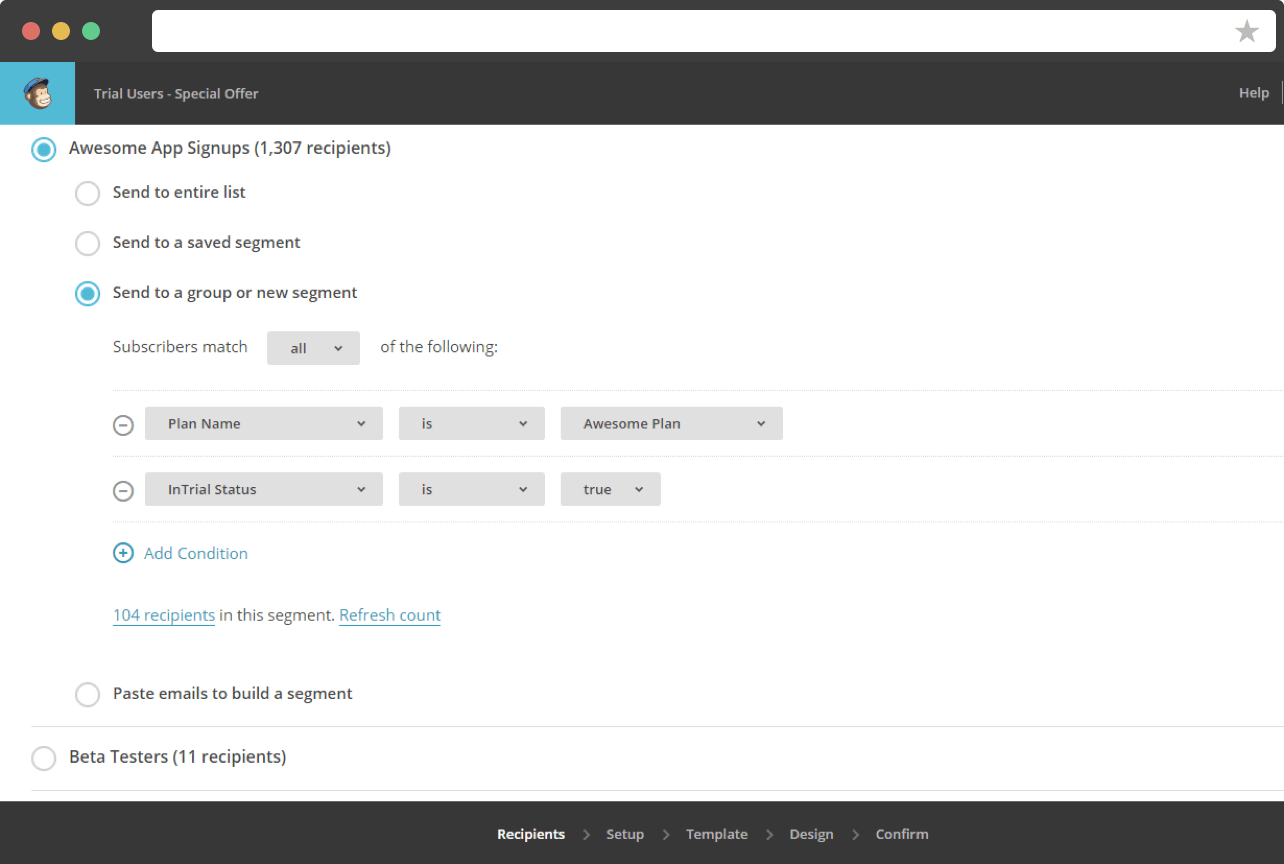 Trial Users - Special Offer Help
Awesome App Signups (1,307 recipients)
Send to entire list
Send to a saved segment
Send to a group or new segment
Subscribers match all of the following:
Plan Name is Awesome Plan
InTrial Status is true
Add Condition
104 recipients in this segment. Refresh count
Paste emails to build a segment
Beta Testers (11 recipients)
Recipients > Setup > Template > Design > Confirm